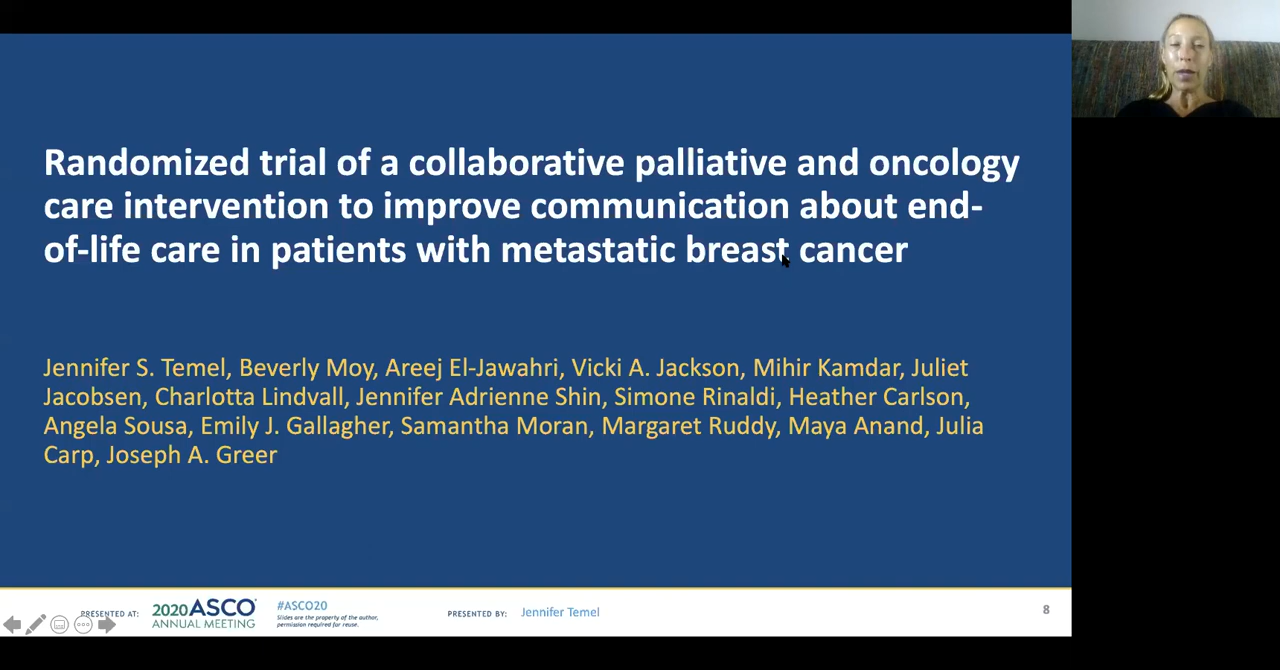 Randomized trial of a collaborative palliative and oncology
care intervention to improve communication about end-
of-life care in patients with metastatic breast cancer
Jennifer S. Temel, Beverly Moy, Areej El-Jawahri, Vicki A. Jackson, Mihir Kamdar, Juliet
Jacobsen, Charlotta Lindvall, Jennifer Adrienne Shin, Simone Rinaldi, Heather Carlson,
Angela Sousa, Emily J. Gallagher, Samantha Moran, Margaret Ruddy, Maya Anand, Julia
Carp, Joseph A. Greer
PRESENTED AT:
2020 ASCO
ANNUAL MEETING
#ASCO20
Slides are the property of the author,
permission required for reuse.
PRESENTED BY: Jennifer Temel
8